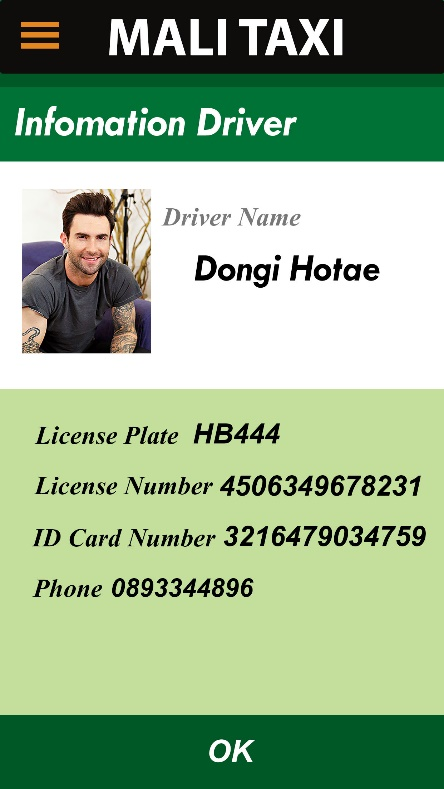 MALI TAXI
Infomation Driver
Driver Name
Dongi Hotae
License Plate HB444
License Number 4506349678231
ID Card Number 3216479034759
Phone 0893344896
OK